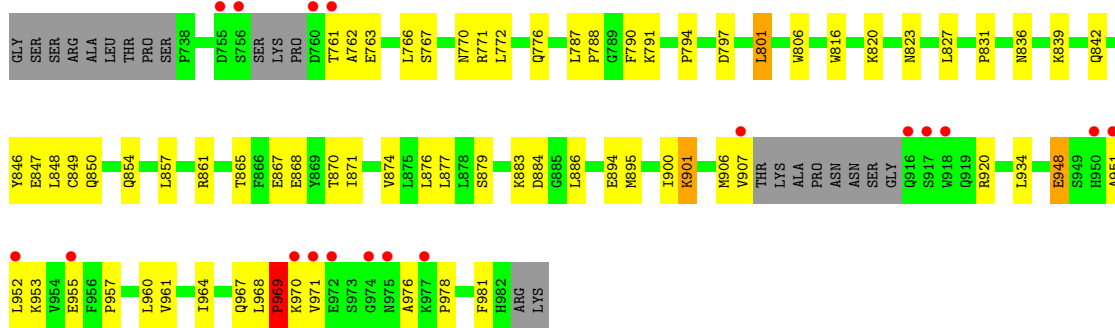 GLY SER SER ARG ALA LEU THR PRO SER P738 D755 S756 SER LYS PRO D760 T761 A762 E763 L766 S767 N770 R771 L772 Q776 L787 P788 G789 F790 K791 P794 D797 L801 W806 W816 K820 N823 L827 P831 N836 K839 Q842
Y846 E847 L848 C849 Q850 Q854 L857 R861 T865 F866 E867 E868 Y869 T870 I871 V874 L875 L876 L877 L878 S879 K883 D884 G885 L886 E894 M895 I900 K901 M906 V907 THR LYS ALA PRO ASN ASN SER GLY Q916 S917 W918 Q919 R920 L934 E948 S949 H950 A951
L952 K953 V954 E955 F956 P957 L960 V961 I964 Q967 L968 P969 K970 V971 E972 S973 G974 N975 A976 K977 P978 F981 H982 ARG LYS